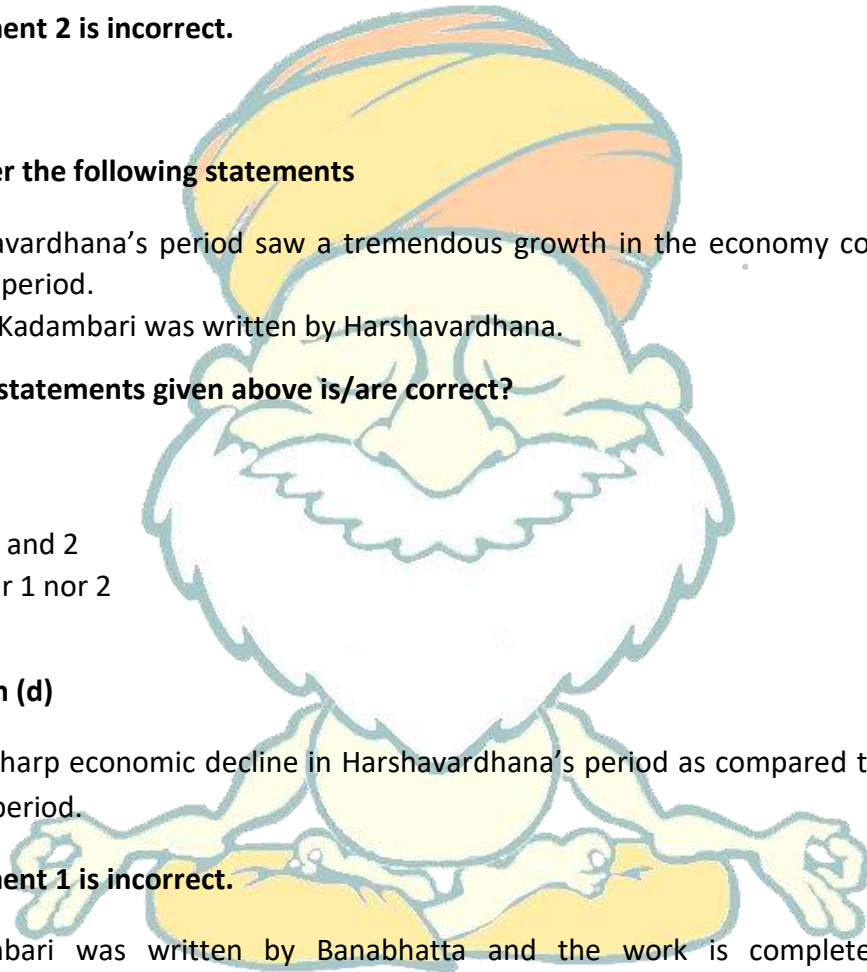 ent 2 is incorrect.
er the following statements
avardhana's period saw a tremendous growth in the economy co
period.
Kadambari was written by Harshavardhana.
statements given above is/are correct?
and 2
r 1 nor 2
n (d)
harp economic decline in Harshavardhana's period as compared t
period.
ent 1 is incorrect.
bari was written by Banabhatta and the work is complete